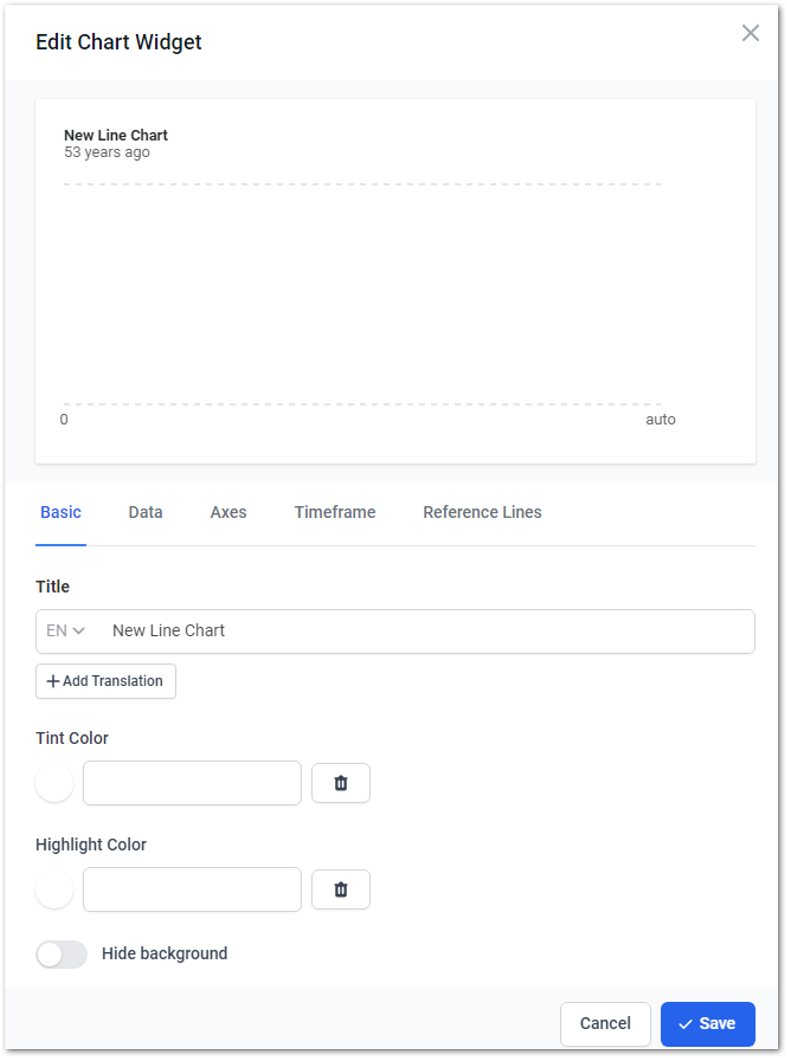 Edit Chart Widget
New Line Chart
53 years ago
0 auto
Basic Data Axes Timeframe Reference Lines
Title
EN New Line Chart
Add Translation
Tint Color
Highlight Color
Hide background
Cancel Save